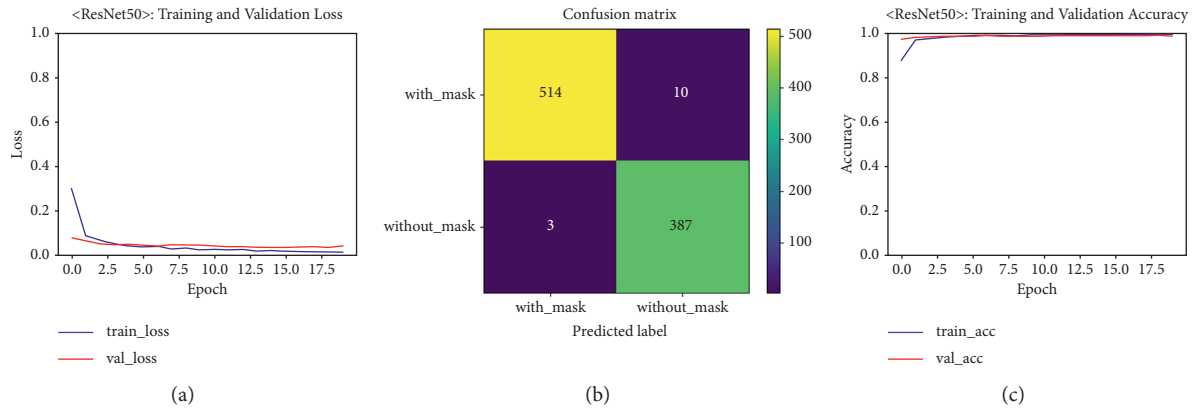 <ResNet50>: Training and Validation Loss
1.0
0.8
0.6
0.4
0.2
0.0
Loss
0.0 2.5 5.0 7.5 10.0 12.5 15.0 17.5
Epoch
train_loss
val_loss
(a)
Confusion matrix
with_mask
without_mask
514 10
3 387
with_mask without_mask
Predicted label
500
400
300
200
100
(b)
<ResNet50>: Training and Validation Accuracy
1.0
0.8
0.6
0.4
0.2
0.0
Accuracy
0.0 2.5 5.0 7.5 10.0 12.5 15.0 17.5
Epoch
train_acc
val_acc
(c)